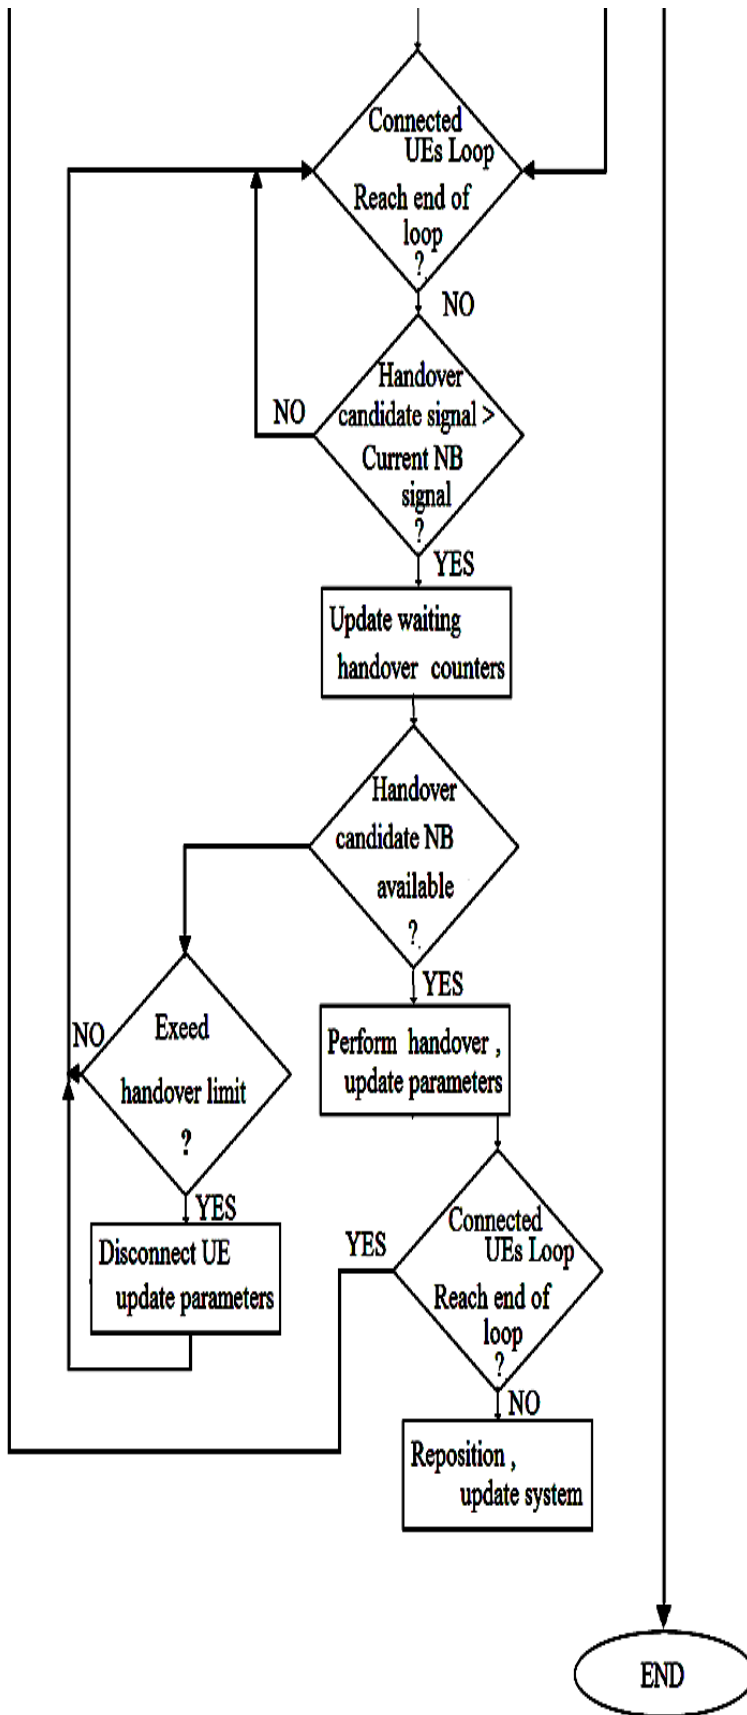 Connected
UEs Loop
Reach end of
loop
?
NO
Handover
candidate signal >
Current NB
signal
?
NO
YES
Update waiting
handover counters
Handover
candidate NB
available
?
YES
Exeed
handover limit
?
NO
YES
Perform handover ,
update parameters
Disconnect UE
update parameters
Connected
UEs Loop
Reach end of
loop
?
YES
NO
Reposition ,
update system
END